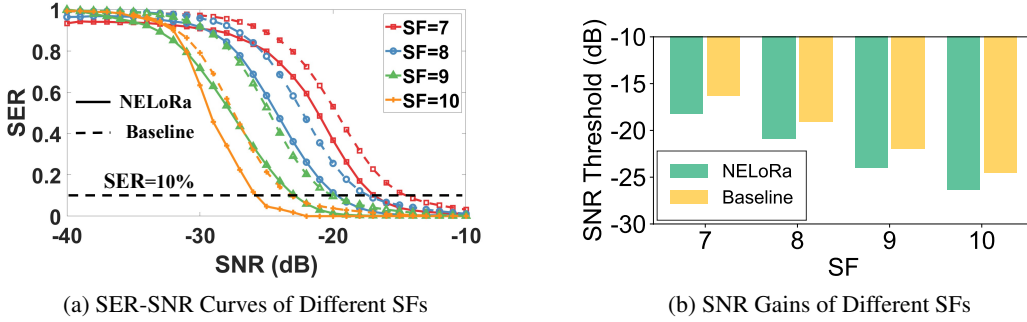 SER
1
0.8
0.6
0.4
0.2
0
SF=7
SF=8
SF=9
SF=10
NELoRa
Baseline
SER=10%
-40
-30
-20
-10
SNR (dB)
(a) SER-SNR Curves of Different SFs
SNR Threshold (dB)
-10
-15
-20
-25
-30
NELoRa
Baseline
7
8
9
10
SF
(b) SNR Gains of Different SFs